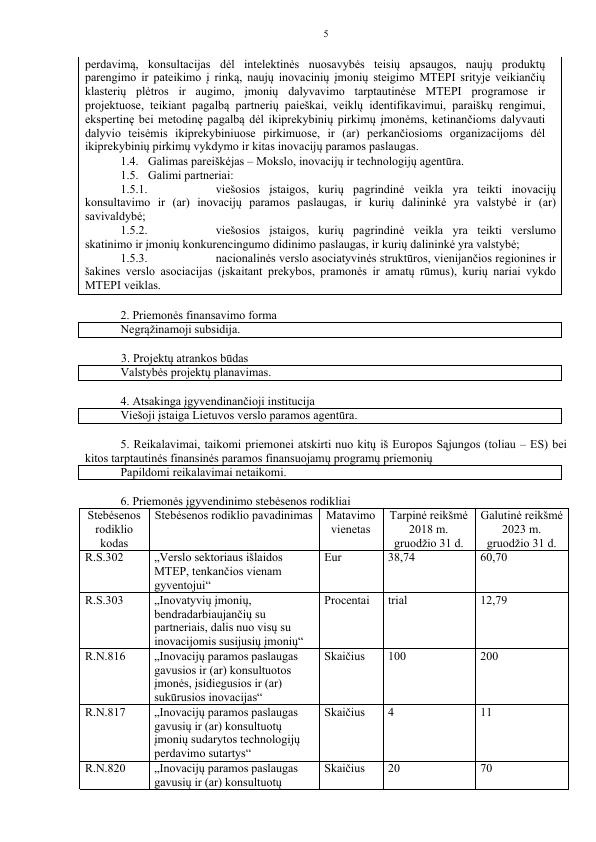 5
perdavimą, konsultacijas dėl intelektinės nuosavybės teisių apsaugos, naujų produktų
parengimo ir pateikimo į rinką, naujų inovacinių įmonių steigimo MTEPI srityje veikiančių
klasterių plėtros ir augimo, įmonių dalyvavimo tarptautinėse MTEPI programose ir
projektuose, teikiant pagalbą partnerių paieškai, veiklų identifikavimui, paraiškų rengimui,
ekspertinę bei metodinę pagalbą dėl ikiprekybinių pirkimų įmonėms, ketinančioms dalyvauti
dalyvio teisėmis ikiprekybiniuose pirkimuose, ir (ar) perkančiosioms organizacijoms dėl
ikiprekybinių pirkimų vykdymo ir kitas inovacijų paramos paslaugas.
1.4. Galimas pareiškėjas – Mokslo, inovacijų ir technologijų agentūra.
1.5. Galimi partneriai:
1.5.1. viešosios įstaigos, kurių pagrindinė veikla yra teikti inovacijų
konsultavimo ir (ar) inovacijų paramos paslaugas, ir kurių dalininkė yra valstybė ir (ar)
savivaldybė;
1.5.2. viešosios įstaigos, kurių pagrindinė veikla yra teikti verslumo
skatinimo ir įmonių konkurencingumo didinimo paslaugas, ir kurių dalininkė yra valstybė;
1.5.3. nacionalinės verslo asociatyvinės struktūros, vienijančios regionines ir
šakines verslo asociacijas (įskaitant prekybos, pramonės ir amatų rūmus), kurių nariai vykdo
MTEPI veiklas.
2. Priemonės finansavimo forma
Negrąžinamoji subsidija.
3. Projektų atrankos būdas
Valstybės projektų planavimas.
4. Atsakinga įgyvendinančioji institucija
Viešoji įstaiga Lietuvos verslo paramos agentūra.
5. Reikalavimai, taikomi priemonei atskirti nuo kitų iš Europos Sąjungos (toliau – ES) bei
kitos tarptautinės finansinės paramos finansuojamų programų priemonių
Papildomi reikalavimai netaikomi.
6. Priemonės įgyvendinimo stebėsenos rodikliai
Stebėsenos Stebėsenos rodiklio pavadinimas Matavimo Tarpinė reikšmė Galutinė reikšmė
rodiklio vienetas 2018 m. 2023 m.
kodas gruodžio 31 d. gruodžio 31 d.
R.S.302 „Verslo sektoriaus išlaidos Eur 38,74 60,70
MTEP, tenkančios vienam
gyventojui“
R.S.303 „Inovatyvių įmonių, Procentai trial 12,79
bendradarbiaujančių su
partneriais, dalis nuo visų su
inovacijomis susijusių įmonių“
R.N.816 „Inovacijų paramos paslaugas Skaičius 100 200
gavusios ir (ar) konsultuotos
įmonės, įsidiegusios ir (ar)
sukūrusios inovacijas“
R.N.817 „Inovacijų paramos paslaugas Skaičius 4 11
gavusių ir (ar) konsultuotų
įmonių sudarytos technologijų
perdavimo sutartys“
R.N.820 „Inovacijų paramos paslaugas Skaičius 20 70
gavusių ir (ar) konsultuotų